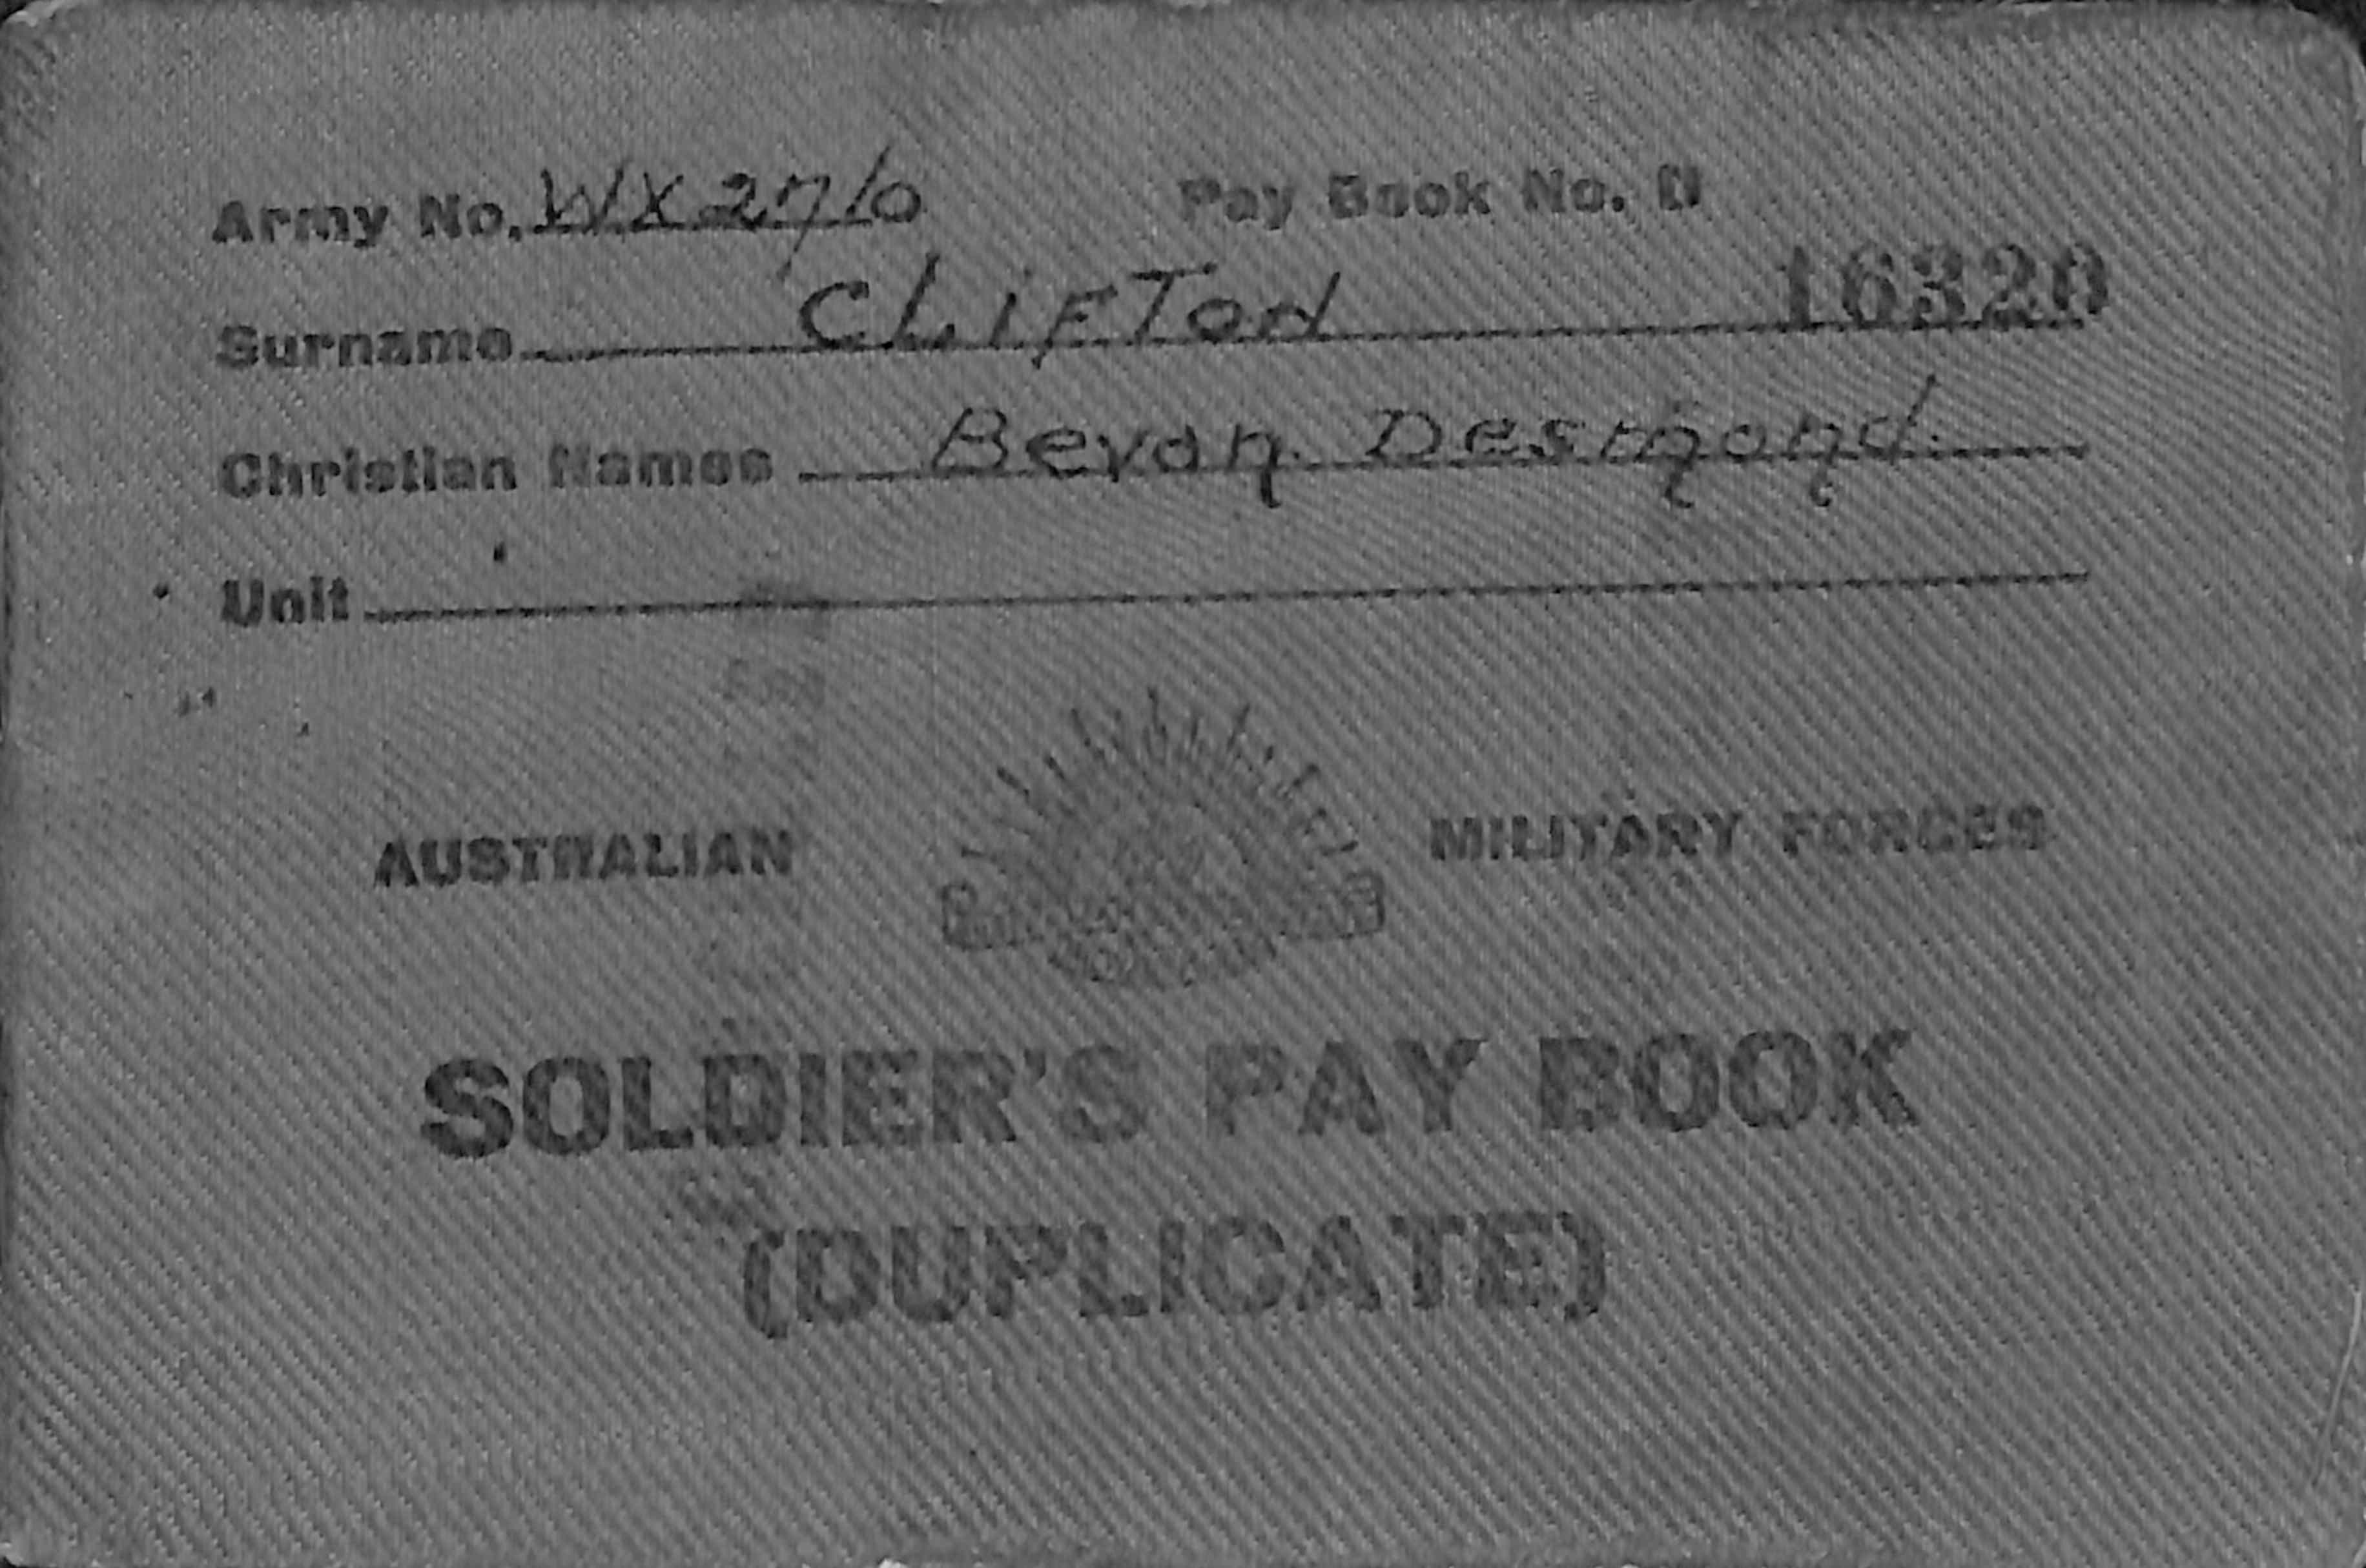 Army No. WX2710 Pay Book No. D
16320
Surname CLiFTON
Christian Names Bevan Desmond.
Unit
AUSTRALIAN MILITARY FORCES
SOLDIER'S PAY BOOK
(DUPLICATE)